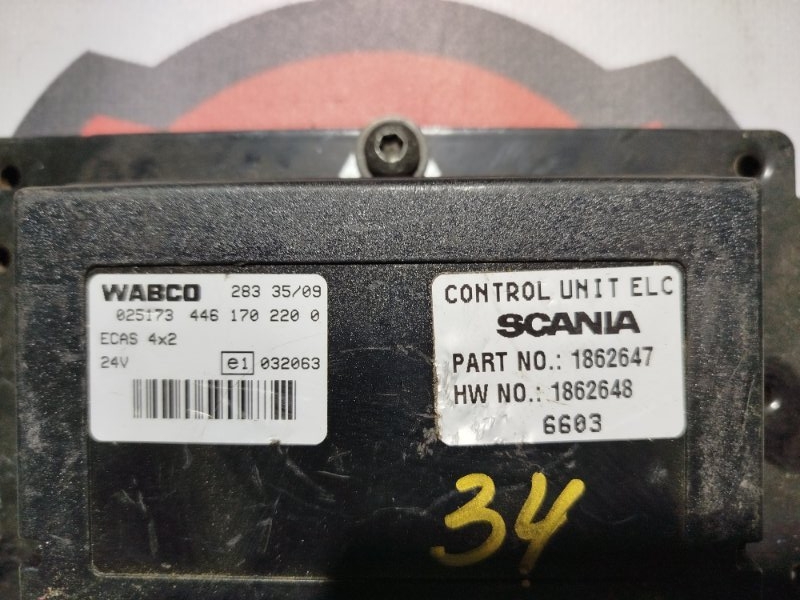 WABCO 283 35/09
025173 446 170 220 0
ECAS 4x2
24V e1 032063
CONTROL UNIT ELC
SCANIA
PART NO.: 1862647
HW NO.: 1862648
6603
34